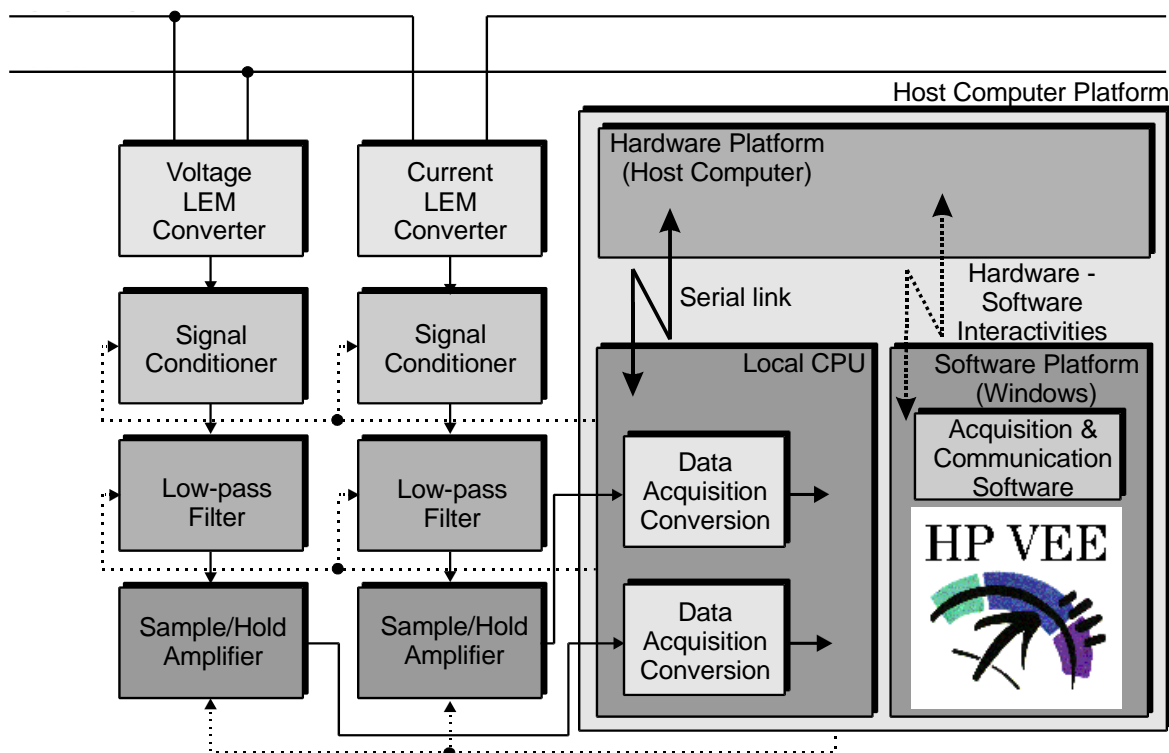 Host Computer Platform
Hardware Platform
(Host Computer)
Voltage
LEM
Converter
Current
LEM
Converter
Serial link
Hardware -
Software
Interactivities
Signal
Conditioner
Signal
Conditioner
Local CPU
Software Platform
(Windows)
Acquisition &
Communication
Software
Low-pass
Filter
Low-pass
Filter
Data
Acquisition
Conversion
HP VEE
Sample/Hold
Amplifier
Sample/Hold
Amplifier
Data
Acquisition
Conversion